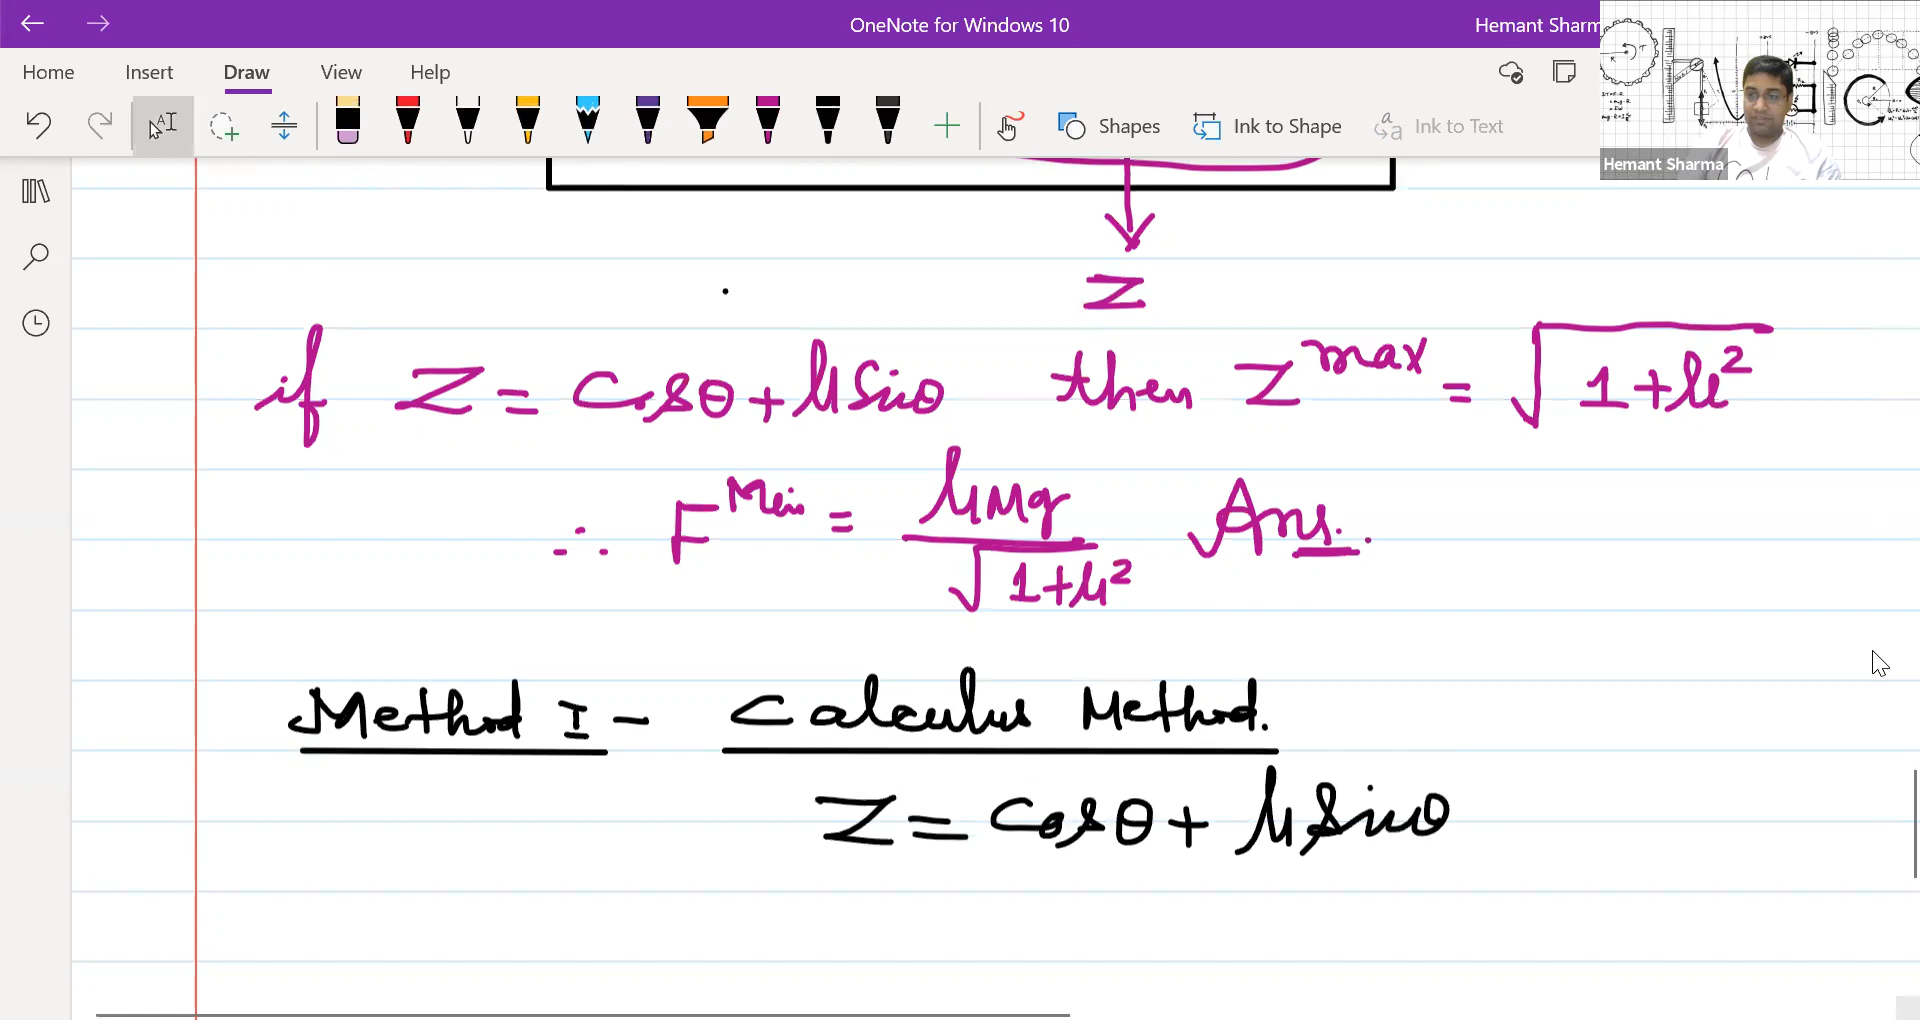 OneNote for Windows 10
Hemant Sharm
Home Insert Draw View Help
Shapes Ink to Shape Ink to Text
Hemant Sharma
Z
if Z = Cosθ + μ Sinθ then Z^max = √(1+μ²)
∴ F^Min = μMg / √(1+μ²) Ans.
Method I - Calculus Method.
Z = Cosθ + μ Sinθ